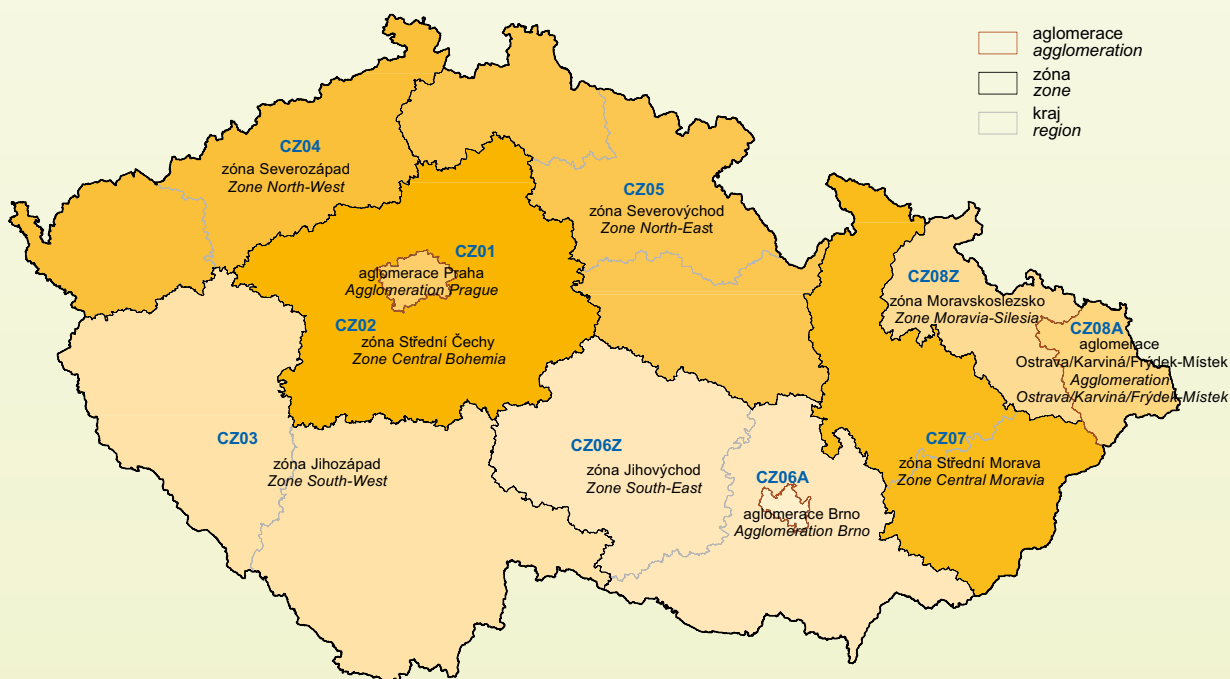 aglomerace
agglomeration
zóna
zone
kraj
region
CZ04
zóna Severozápad
Zone North-West
CZ05
zóna Severovýchod
Zone North-East
CZ01
aglomerace Praha
Agglomeration Prague
CZ02
zóna Střední Čechy
Zone Central Bohemia
CZ08Z
zóna Moravskoslezsko
Zone Moravia-Silesia
CZ08A
aglomerace
Ostrava/Karviná/Frýdek-Místek
Agglomeration
Ostrava/Karviná/Frýdek-Místek
CZ03
zóna Jihozápad
Zone South-West
CZ06Z
zóna Jihovýchod
Zone South-East
CZ06A
aglomerace Brno
Agglomeration Brno
CZ07
zóna Střední Morava
Zone Central Moravia